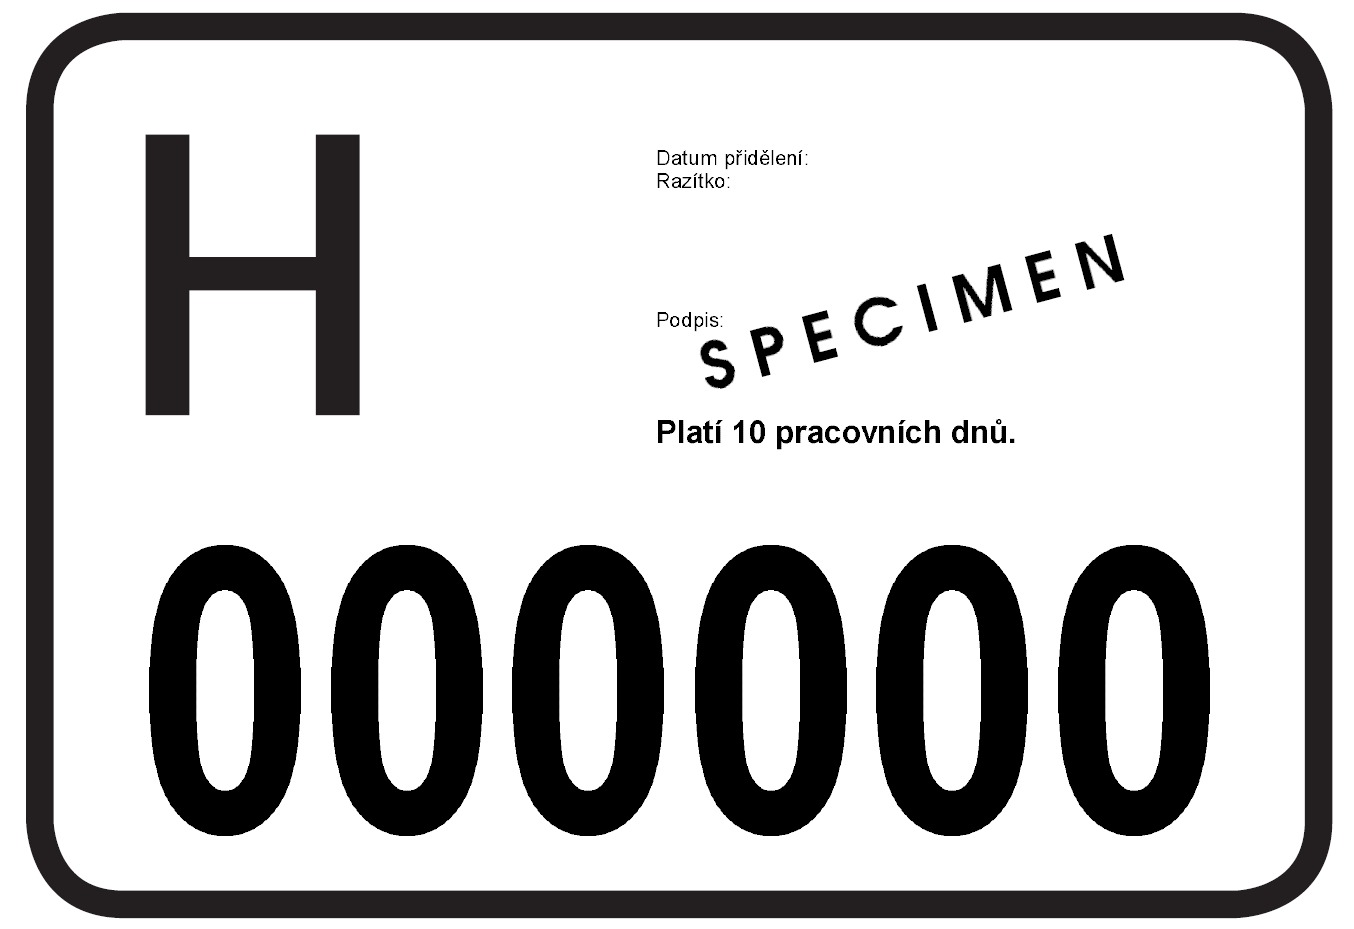 H
Datum přidělení:
Razítko:
Podpis:
SPECIMEN
Platí 10 pracovních dnů.
000000